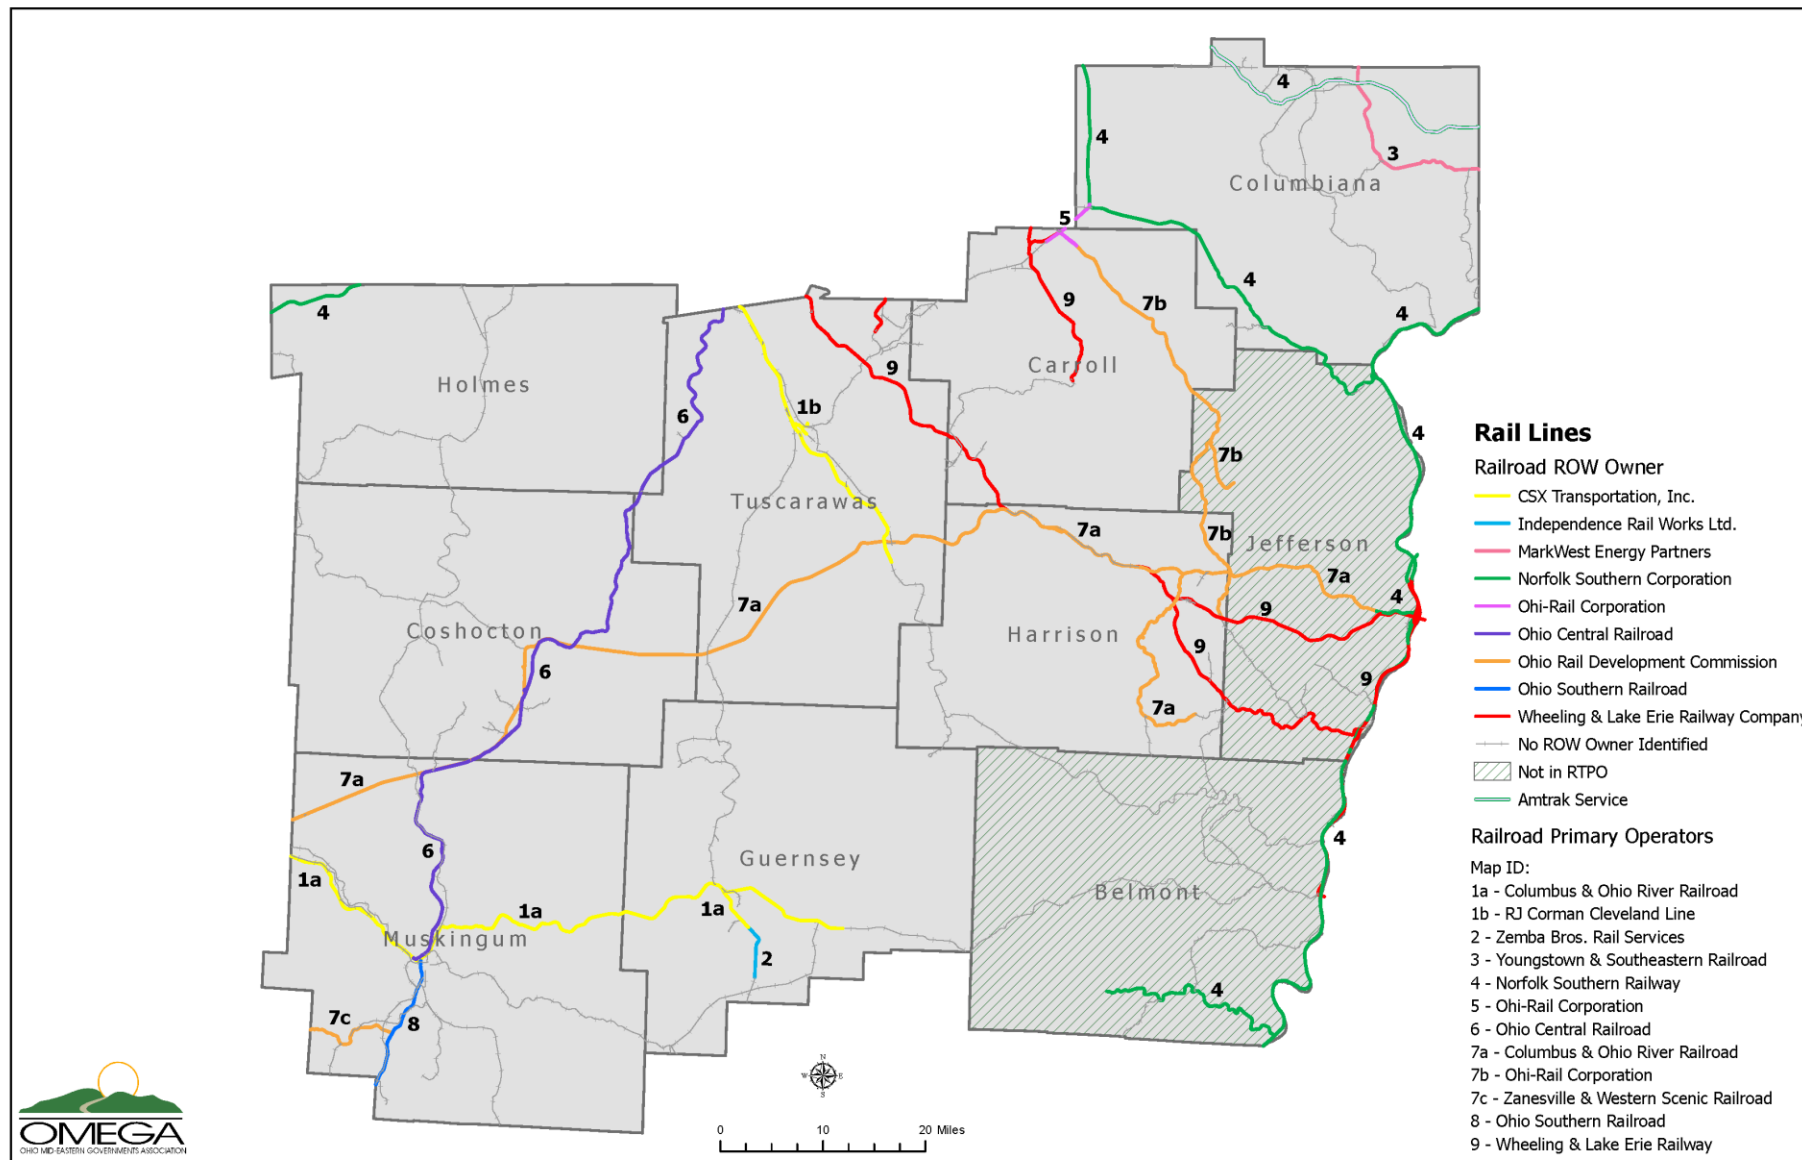 4
4
3
Columbiana
5
4
9
7b
4
4
Holmes
Carroll
9
6
1b
4
7b
Tuscarawas
7a
7b
Jefferson
7a
7a
4
Coshocton
9
Harrison
6
9
9
7a
7a
4
Guernsey
6
1a
Belmont
1a
1a
Muskingum
2
4
7c
8
N
W
E
S
0
10
20 Miles
OMEGA
OHIO MID-EASTERN GOVERNMENTS ASSOCIATION
Rail Lines
Railroad ROW Owner
CSX Transportation, Inc.
Independence Rail Works Ltd.
MarkWest Energy Partners
Norfolk Southern Corporation
Ohi-Rail Corporation
Ohio Central Railroad
Ohio Rail Development Commission
Ohio Southern Railroad
Wheeling & Lake Erie Railway Company
No ROW Owner Identified
Not in RTPO
Amtrak Service
Railroad Primary Operators
Map ID:
1a - Columbus & Ohio River Railroad
1b - RJ Corman Cleveland Line
2 - Zemba Bros. Rail Services
3 - Youngstown & Southeastern Railroad
4 - Norfolk Southern Railway
5 - Ohi-Rail Corporation
6 - Ohio Central Railroad
7a - Columbus & Ohio River Railroad
7b - Ohi-Rail Corporation
7c - Zanesville & Western Scenic Railroad
8 - Ohio Southern Railroad
9 - Wheeling & Lake Erie Railway